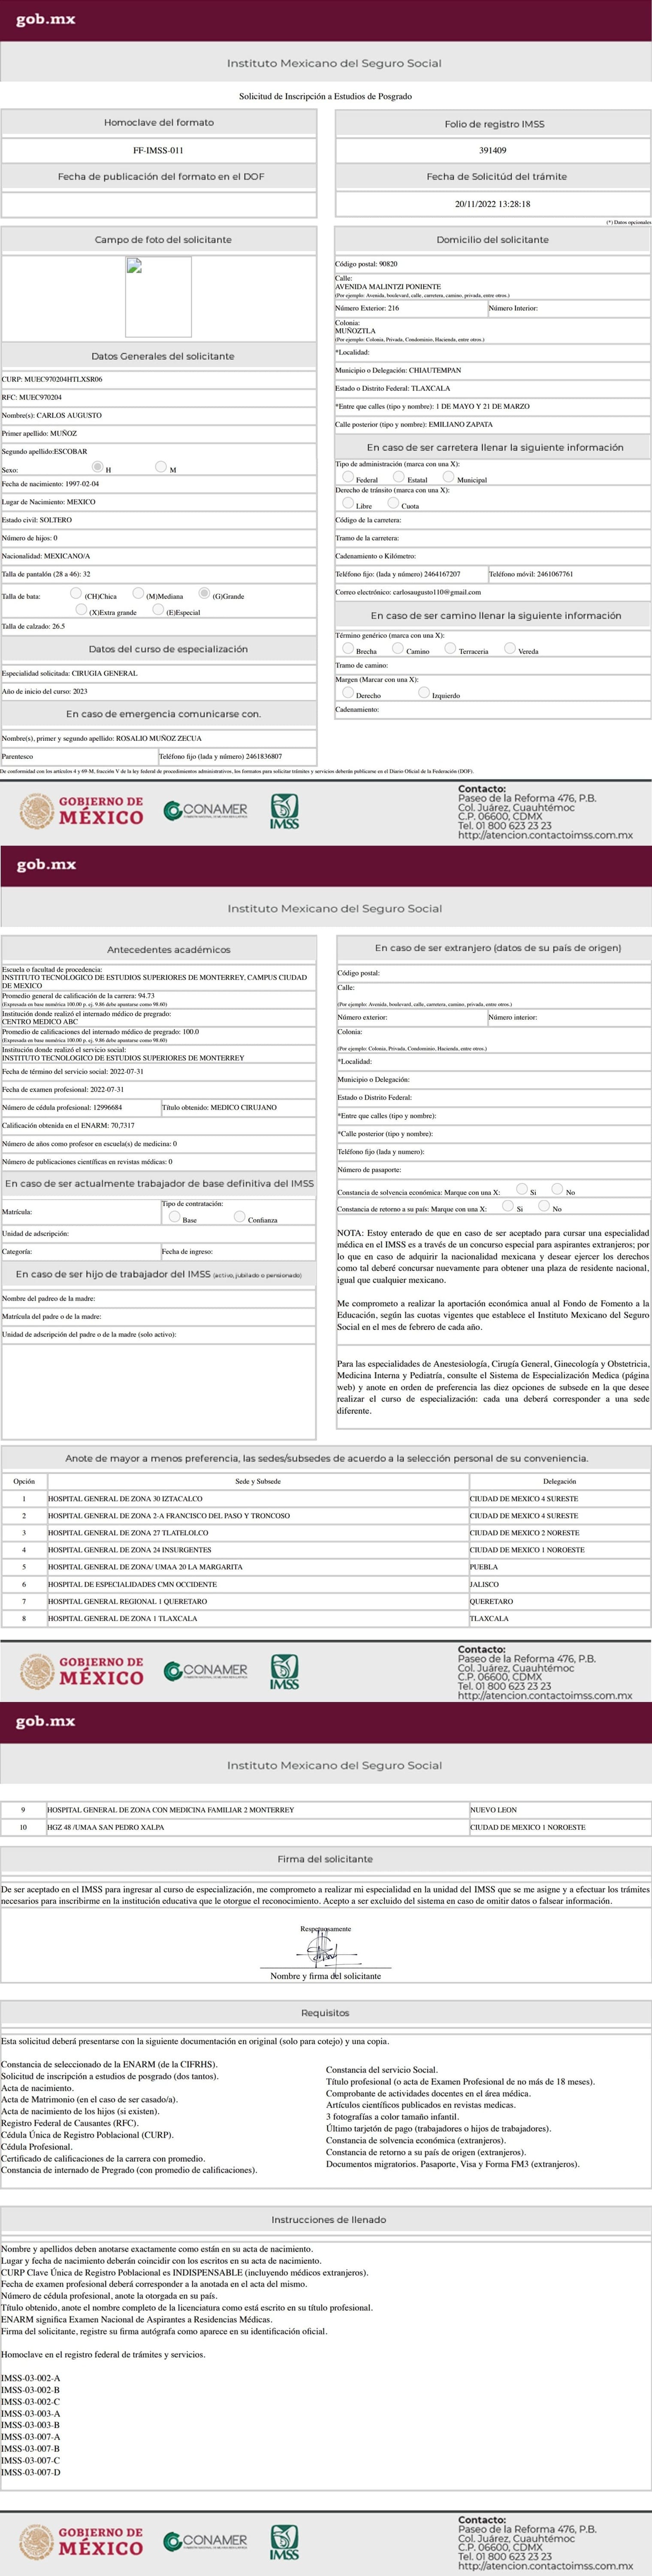 gob.mx
Instituto Mexicano del Seguro Social
Solicitud de Inscripción a Estudios de Posgrado
Homoclave del formato
FF-IMSS-011
Fecha de publicación del formato en el DOF
Folio de registro IMSS
391409
Fecha de Solicitúd del trámite
20/11/2022 13:28:18
(*) Datos opcionales
Campo de foto del solicitante
Datos Generales del solicitante
CURP: MUEC970204HTLXSR06
RFC: MUEC970204
Nombre(s): CARLOS AUGUSTO
Primer apellido: MUÑOZ
Segundo apellido:ESCOBAR
Sexo: H M
Fecha de nacimiento: 1997-02-04
Lugar de Nacimiento: MEXICO
Estado civil: SOLTERO
Número de hijos: 0
Nacionalidad: MEXICANO/A
Talla de pantalón (28 a 46): 32
Talla de bata: (CH)Chica (M)Mediana (G)Grande
(X)Extra grande (E)Especial
Talla de calzado: 26.5
Datos del curso de especialización
Especialidad solicitada: CIRUGIA GENERAL
Año de inicio del curso: 2023
En caso de emergencia comunicarse con.
Nombre(s), primer y segundo apellido: ROSALIO MUÑOZ ZECUA
Parentesco Teléfono fijo (lada y número) 2461836807
Domicilio del solicitante
Código postal: 90820
Calle:
AVENIDA MALINTZI PONIENTE
(Por ejemplo: Avenida, boulevard, calle, carretera, camino, privada, entre otros.)
Número Exterior: 216 Número Interior:
Colonia:
MUÑOZTLA
(Por ejemplo: Colonia, Privada, Condominio, Hacienda, entre otros.)
*Localidad:
Municipio o Delegación: CHIAUTEMPAN
Estado o Distrito Federal: TLAXCALA
*Entre que calles (tipo y nombre): 1 DE MAYO Y 21 DE MARZO
Calle posterior (tipo y nombre): EMILIANO ZAPATA
En caso de ser carretera llenar la siguiente información
Tipo de administración (marca con una X):
Federal Estatal Municipal
Derecho de tránsito (marca con una X):
Libre Cuota
Código de la carretera:
Tramo de la carretera:
Cadenamiento o Kilómetro:
Teléfono fijo: (lada y número) 2464167207 Teléfono móvil: 2461067761
Correo electrónico: carlosaugusto110@gmail.com
En caso de ser camino llenar la siguiente información
Término genérico (marca con una X):
Brecha Camino Terraceria Vereda
Tramo de camino:
Margen (Marcar con una X):
Derecho Izquierdo
Cadenamiento:
De conformidad con los artículos 4 y 69-M, fracción V de la ley federal de procedimientos administrativos, los formatos para solicitar trámites y servicios deberán publicarse en el Diario Oficial de la Federación (DOF).
GOBIERNO DE
MÉXICO
CONAMER
IMSS
Contacto:
Paseo de la Reforma 476, P.B.
Col. Juárez, Cuauhtémoc
C.P. 06600, CDMX
Tel. 01 800 623 23 23
http://atencion.contactoimss.com.mx
gob.mx
Instituto Mexicano del Seguro Social
Antecedentes académicos
Escuela o facultad de procedencia:
INSTITUTO TECNOLOGICO DE ESTUDIOS SUPERIORES DE MONTERREY, CAMPUS CIUDAD
DE MEXICO
Promedio general de calificación de la carrera: 94.73
(Expresada en base numérica 100.00 p. ej. 9.86 debe apuntarse como 98.60)
Institución donde realizó el internado médico de pregrado:
CENTRO MEDICO ABC
Promedio de calificaciones del internado médico de pregrado: 100.0
(Expresada en base numérica 100.00 p. ej. 9.86 debe apuntarse como 98.60)
Institución donde realizó el servicio social:
INSTITUTO TECNOLOGICO DE ESTUDIOS SUPERIORES DE MONTERREY
Fecha de término del servicio social: 2022-07-31
Fecha de examen profesional: 2022-07-31
Número de cédula profesional: 12996684 Título obtenido: MEDICO CIRUJANO
Calificación obtenida en el ENARM: 70,7317
Número de años como profesor en escuela(s) de medicina: 0
Número de publicaciones científicas en revistas médicas: 0
En caso de ser actualmente trabajador de base definitiva del IMSS
Matrícula: Tipo de contratación:
Base Confianza
Unidad de adscripción:
Categoría: Fecha de ingreso:
En caso de ser hijo de trabajador del IMSS (activo, jubilado o pensionado)
Nombre del padreo de la madre:
Matrícula del padre o de la madre:
Unidad de adscripción del padre o de la madre (solo activo):
En caso de ser extranjero (datos de su país de origen)
Código postal:
Calle:
(Por ejemplo: Avenida, boulevard, calle, carretera, camino, privada, entre otros.)
Número exterior: Número interior:
Colonia:
(Por ejemplo: Colonia, Privada, Condominio, Hacienda, entre otros.)
*Localidad:
Municipio o Delegación:
Estado o Distrito Federal:
*Entre que calles (tipo y nombre):
*Calle posterior (tipo y nombre):
Teléfono fijo (lada y numero):
Número de pasaporte:
Constancia de solvencia económica: Marque con una X: Si No
Constancia de retorno a su país: Marque con una X: Si No
NOTA: Estoy enterado de que en caso de ser aceptado para cursar una especialidad
médica en el IMSS es a través de un concurso especial para aspirantes extranjeros; por
lo que en caso de adquirir la nacionalidad mexicana y desear ejercer los derechos
como tal deberé concursar nuevamente para obtener una plaza de residente nacional,
igual que cualquier mexicano.
Me comprometo a realizar la aportación económica anual al Fondo de Fomento a la
Educación, según las cuotas vigentes que establece el Instituto Mexicano del Seguro
Social en el mes de febrero de cada año.
Para las especialidades de Anestesiología, Cirugía General, Ginecología y Obstetricia,
Medicina Interna y Pediatría, consulte el Sistema de Especialización Medica (página
web) y anote en orden de preferencia las diez opciones de subsede en la que desee
realizar el curso de especialización: cada una deberá corresponder a una sede
diferente.
Anote de mayor a menos preferencia, las sedes/subsedes de acuerdo a la selección personal de su conveniencia.
Opción Sede y Subsede Delegación
1 HOSPITAL GENERAL DE ZONA 30 IZTACALCO CIUDAD DE MEXICO 4 SURESTE
2 HOSPITAL GENERAL DE ZONA 2-A FRANCISCO DEL PASO Y TRONCOSO CIUDAD DE MEXICO 4 SURESTE
3 HOSPITAL GENERAL DE ZONA 27 TLATELOLCO CIUDAD DE MEXICO 2 NORESTE
4 HOSPITAL GENERAL DE ZONA 24 INSURGENTES CIUDAD DE MEXICO 1 NOROESTE
5 HOSPITAL GENERAL DE ZONA/ UMAA 20 LA MARGARITA PUEBLA
6 HOSPITAL DE ESPECIALIDADES CMN OCCIDENTE JALISCO
7 HOSPITAL GENERAL REGIONAL 1 QUERETARO QUERETARO
8 HOSPITAL GENERAL DE ZONA 1 TLAXCALA TLAXCALA
GOBIERNO DE
MÉXICO
CONAMER
IMSS
Contacto:
Paseo de la Reforma 476, P.B.
Col. Juárez, Cuauhtémoc
C.P. 06600, CDMX
Tel. 01 800 623 23 23
http://atencion.contactoimss.com.mx
gob.mx
Instituto Mexicano del Seguro Social
9 HOSPITAL GENERAL DE ZONA CON MEDICINA FAMILIAR 2 MONTERREY NUEVO LEON
10 HGZ 48 /UMAA SAN PEDRO XALPA CIUDAD DE MEXICO 1 NOROESTE
Firma del solicitante
De ser aceptado en el IMSS para ingresar al curso de especialización, me comprometo a realizar mi especialidad en la unidad del IMSS que se me asigne y a efectuar los trámites
necesarios para inscribirme en la institución educativa que le otorgue el reconocimiento. Acepto a ser excluido del sistema en caso de omitir datos o falsear información.
Respetuosamente
Nombre y firma del solicitante
Requisitos
Esta solicitud deberá presentarse con la siguiente documentación en original (solo para cotejo) y una copia.
Constancia de seleccionado de la ENARM (de la CIFRHS).
Solicitud de inscripción a estudios de posgrado (dos tantos).
Acta de nacimiento.
Acta de Matrimonio (en el caso de ser casado/a).
Acta de nacimiento de los hijos (si existen).
Registro Federal de Causantes (RFC).
Cédula Única de Registro Poblacional (CURP).
Cédula Profesional.
Certificado de calificaciones de la carrera con promedio.
Constancia de internado de Pregrado (con promedio de calificaciones).
Constancia del servicio Social.
Título profesional (o acta de Examen Profesional de no más de 18 meses).
Comprobante de actividades docentes en el área médica.
Artículos científicos publicados en revistas medicas.
3 fotografías a color tamaño infantil.
Último tarjetón de pago (trabajadores o hijos de trabajadores).
Constancia de solvencia económica (extranjeros).
Constancia de retorno a su país de origen (extranjeros).
Documentos migratorios. Pasaporte, Visa y Forma FM3 (extranjeros).
Instrucciones de llenado
Nombre y apellidos deben anotarse exactamente como están en su acta de nacimiento.
Lugar y fecha de nacimiento deberán coincidir con los escritos en su acta de nacimiento.
CURP Clave Única de Registro Poblacional es INDISPENSABLE (incluyendo médicos extranjeros).
Fecha de examen profesional deberá corresponder a la anotada en el acta del mismo.
Número de cédula profesional, anote la otorgada en su país.
Título obtenido, anote el nombre completo de la licenciatura como está escrito en su título profesional.
ENARM significa Examen Nacional de Aspirantes a Residencias Médicas.
Firma del solicitante, registre su firma autógrafa como aparece en su identificación oficial.
Homoclave en el registro federal de trámites y servicios.
IMSS-03-002-A
IMSS-03-002-B
IMSS-03-002-C
IMSS-03-003-A
IMSS-03-003-B
IMSS-03-007-A
IMSS-03-007-B
IMSS-03-007-C
IMSS-03-007-D
GOBIERNO DE
MÉXICO
CONAMER
IMSS
Contacto:
Paseo de la Reforma 476, P.B.
Col. Juárez, Cuauhtémoc
C.P. 06600, CDMX
Tel. 01 800 623 23 23
http://atencion.contactoimss.com.mx